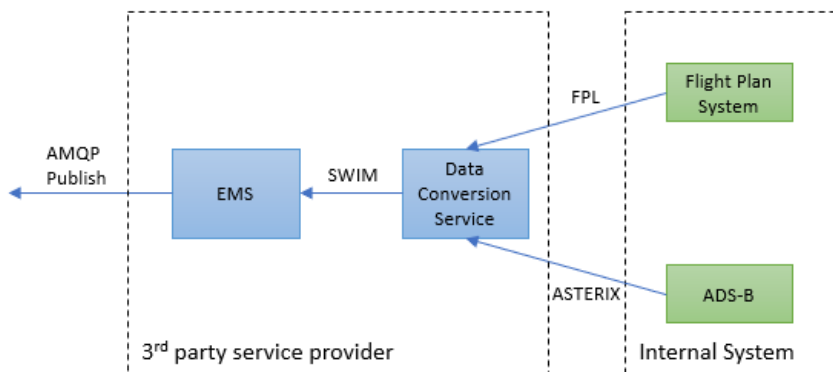 Flight Plan
System
FPL
AMQP
Publish
EMS
SWIM
Data
Conversion
Service
ASTERIX
ADS-B
3rd party service provider
Internal System